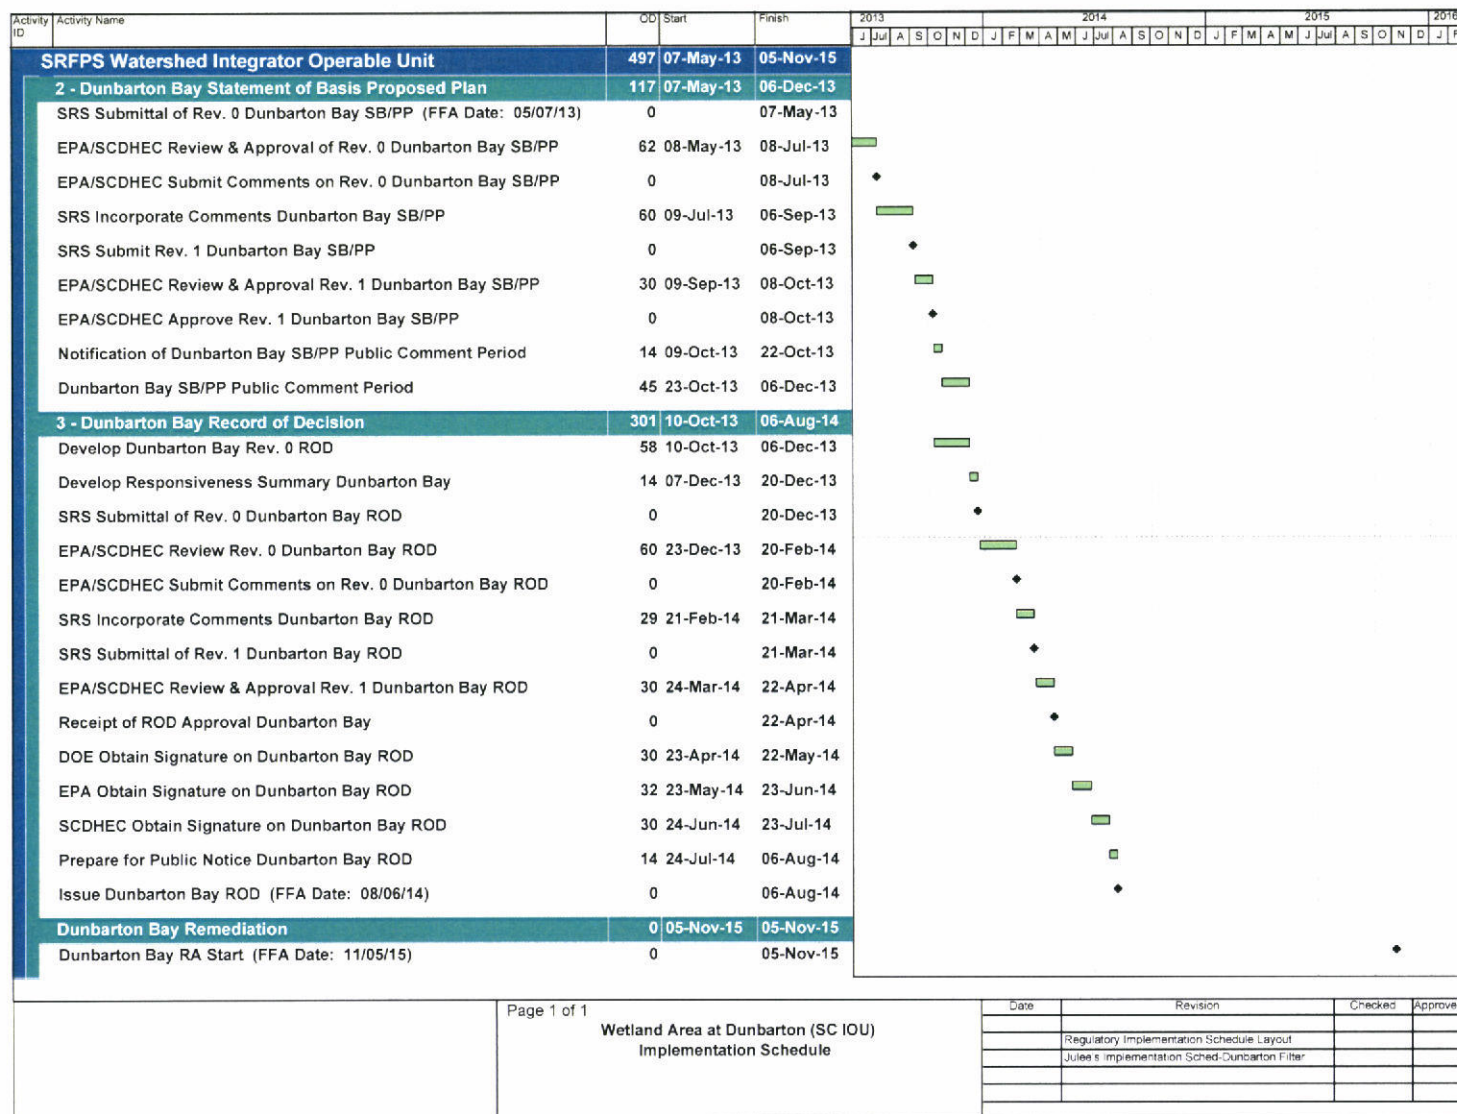 Activity ID Activity Name OD Start Finish 2013 2014 2015 2016
J Jul A S O N D J F M A M J Jul A S O N D J F M A M J Jul A S O N D J F
SRFPS Watershed Integrator Operable Unit 497 07-May-13 05-Nov-15
2 - Dunbarton Bay Statement of Basis Proposed Plan 117 07-May-13 06-Dec-13
SRS Submittal of Rev. 0 Dunbarton Bay SB/PP (FFA Date: 05/07/13) 0 07-May-13
EPA/SCDHEC Review & Approval of Rev. 0 Dunbarton Bay SB/PP 62 08-May-13 08-Jul-13
EPA/SCDHEC Submit Comments on Rev. 0 Dunbarton Bay SB/PP 0 08-Jul-13
SRS Incorporate Comments Dunbarton Bay SB/PP 60 09-Jul-13 06-Sep-13
SRS Submit Rev. 1 Dunbarton Bay SB/PP 0 06-Sep-13
EPA/SCDHEC Review & Approval Rev. 1 Dunbarton Bay SB/PP 30 09-Sep-13 08-Oct-13
EPA/SCDHEC Approve Rev. 1 Dunbarton Bay SB/PP 0 08-Oct-13
Notification of Dunbarton Bay SB/PP Public Comment Period 14 09-Oct-13 22-Oct-13
Dunbarton Bay SB/PP Public Comment Period 45 23-Oct-13 06-Dec-13
3 - Dunbarton Bay Record of Decision 301 10-Oct-13 06-Aug-14
Develop Dunbarton Bay Rev. 0 ROD 58 10-Oct-13 06-Dec-13
Develop Responsiveness Summary Dunbarton Bay 14 07-Dec-13 20-Dec-13
SRS Submittal of Rev. 0 Dunbarton Bay ROD 0 20-Dec-13
EPA/SCDHEC Review Rev. 0 Dunbarton Bay ROD 60 23-Dec-13 20-Feb-14
EPA/SCDHEC Submit Comments on Rev. 0 Dunbarton Bay ROD 0 20-Feb-14
SRS Incorporate Comments Dunbarton Bay ROD 29 21-Feb-14 21-Mar-14
SRS Submittal of Rev. 1 Dunbarton Bay ROD 0 21-Mar-14
EPA/SCDHEC Review & Approval Rev. 1 Dunbarton Bay ROD 30 24-Mar-14 22-Apr-14
Receipt of ROD Approval Dunbarton Bay 0 22-Apr-14
DOE Obtain Signature on Dunbarton Bay ROD 30 23-Apr-14 22-May-14
EPA Obtain Signature on Dunbarton Bay ROD 32 23-May-14 23-Jun-14
SCDHEC Obtain Signature on Dunbarton Bay ROD 30 24-Jun-14 23-Jul-14
Prepare for Public Notice Dunbarton Bay ROD 14 24-Jul-14 06-Aug-14
Issue Dunbarton Bay ROD (FFA Date: 08/06/14) 0 06-Aug-14
Dunbarton Bay Remediation 0 05-Nov-15 05-Nov-15
Dunbarton Bay RA Start (FFA Date: 11/05/15) 0 05-Nov-15
Page 1 of 1
Wetland Area at Dunbarton (SC IOU)
Implementation Schedule
Date Revision Checked Approve
Regulatory Implementation Schedule Layout
Julee's Implementation Sched-Dunbarton Filter